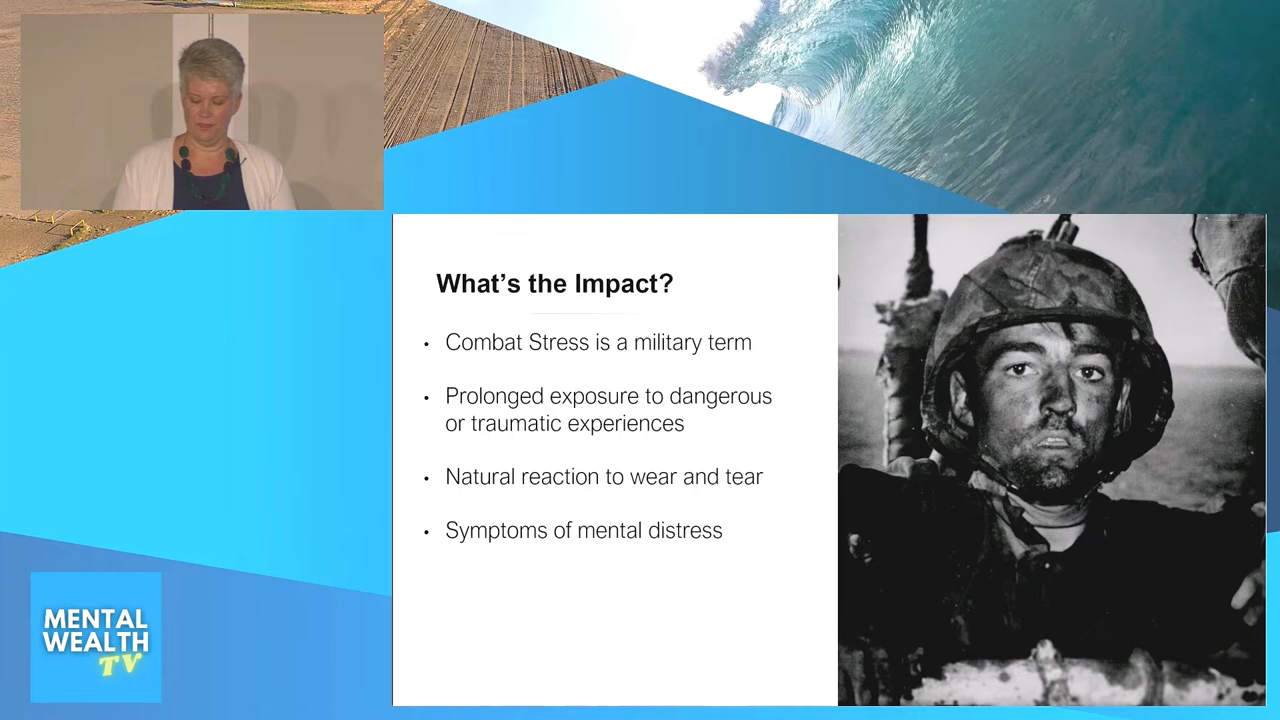 What's the Impact?
• Combat Stress is a military term
• Prolonged exposure to dangerous
or traumatic experiences
• Natural reaction to wear and tear
• Symptoms of mental distress
MENTAL
WEALTH
TV